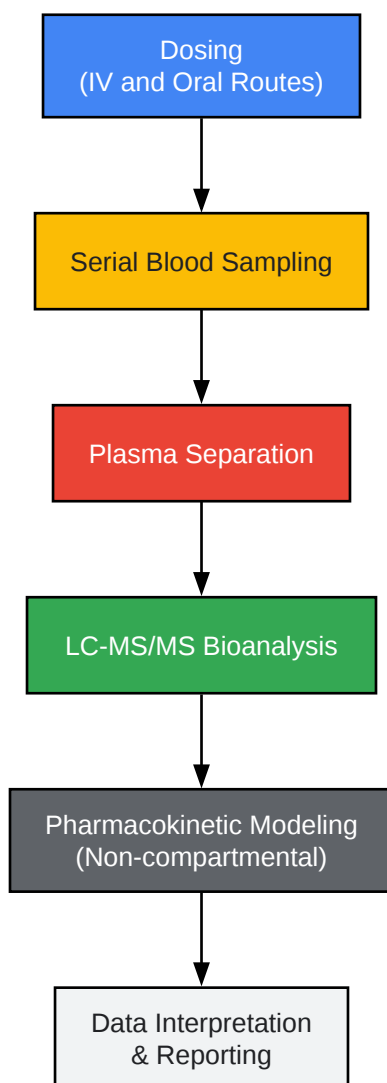 Dosing
(IV and Oral Routes)
Serial Blood Sampling
Plasma Separation
LC-MS/MS Bioanalysis
Pharmacokinetic Modeling
(Non-compartmental)
Data Interpretation
& Reporting